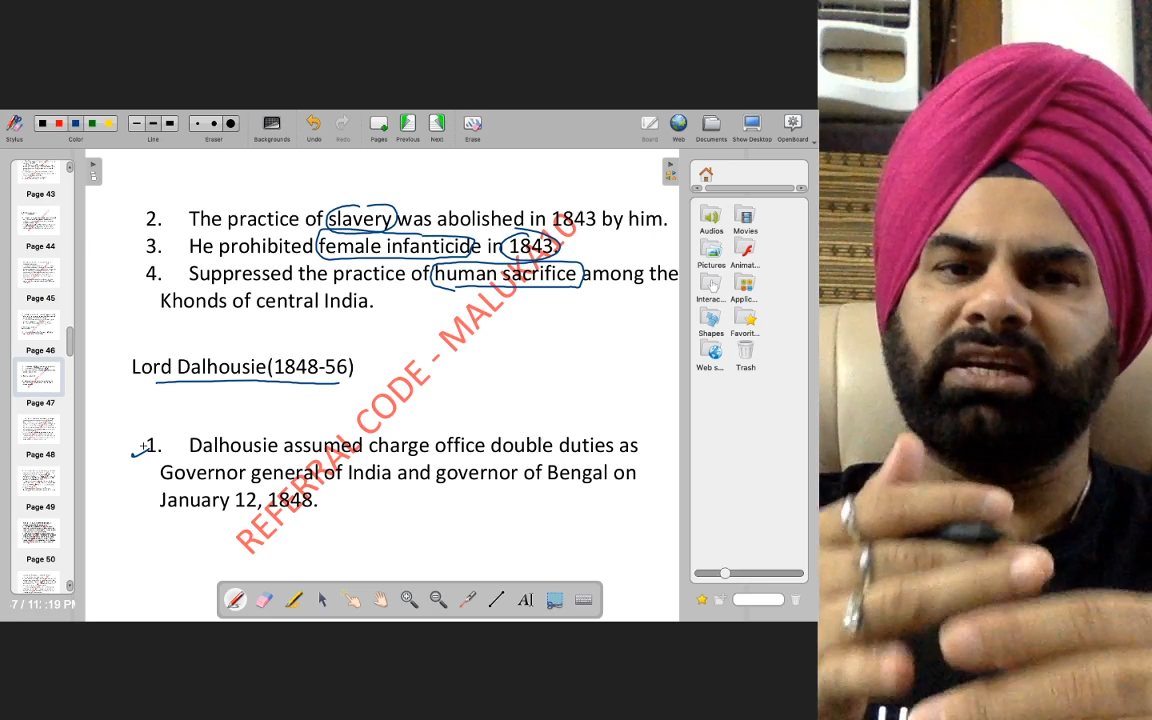 Stylus
Color
Line
Eraser
Backgrounds
Undo
Redo
Pages
Previous
Next
Erase
Board
Web
Documents
Show Desktop
OpenBoard
Page 43
Page 44
Page 45
Page 46
Page 47
Page 48
Page 49
Page 50
2. The practice of slavery was abolished in 1843 by him.
3. He prohibited female infanticide in 1843.
4. Suppressed the practice of human sacrifice among the
Khonds of central India.
Lord Dalhousie(1848-56)
1. Dalhousie assumed charge office double duties as
Governor general of India and governor of Bengal on
January 12, 1848.
REFERRAL CODE - MALUKA10
Audios
Movies
Pictures
Animat...
Interac...
Applic...
Shapes
Favorit...
Web s...
Trash